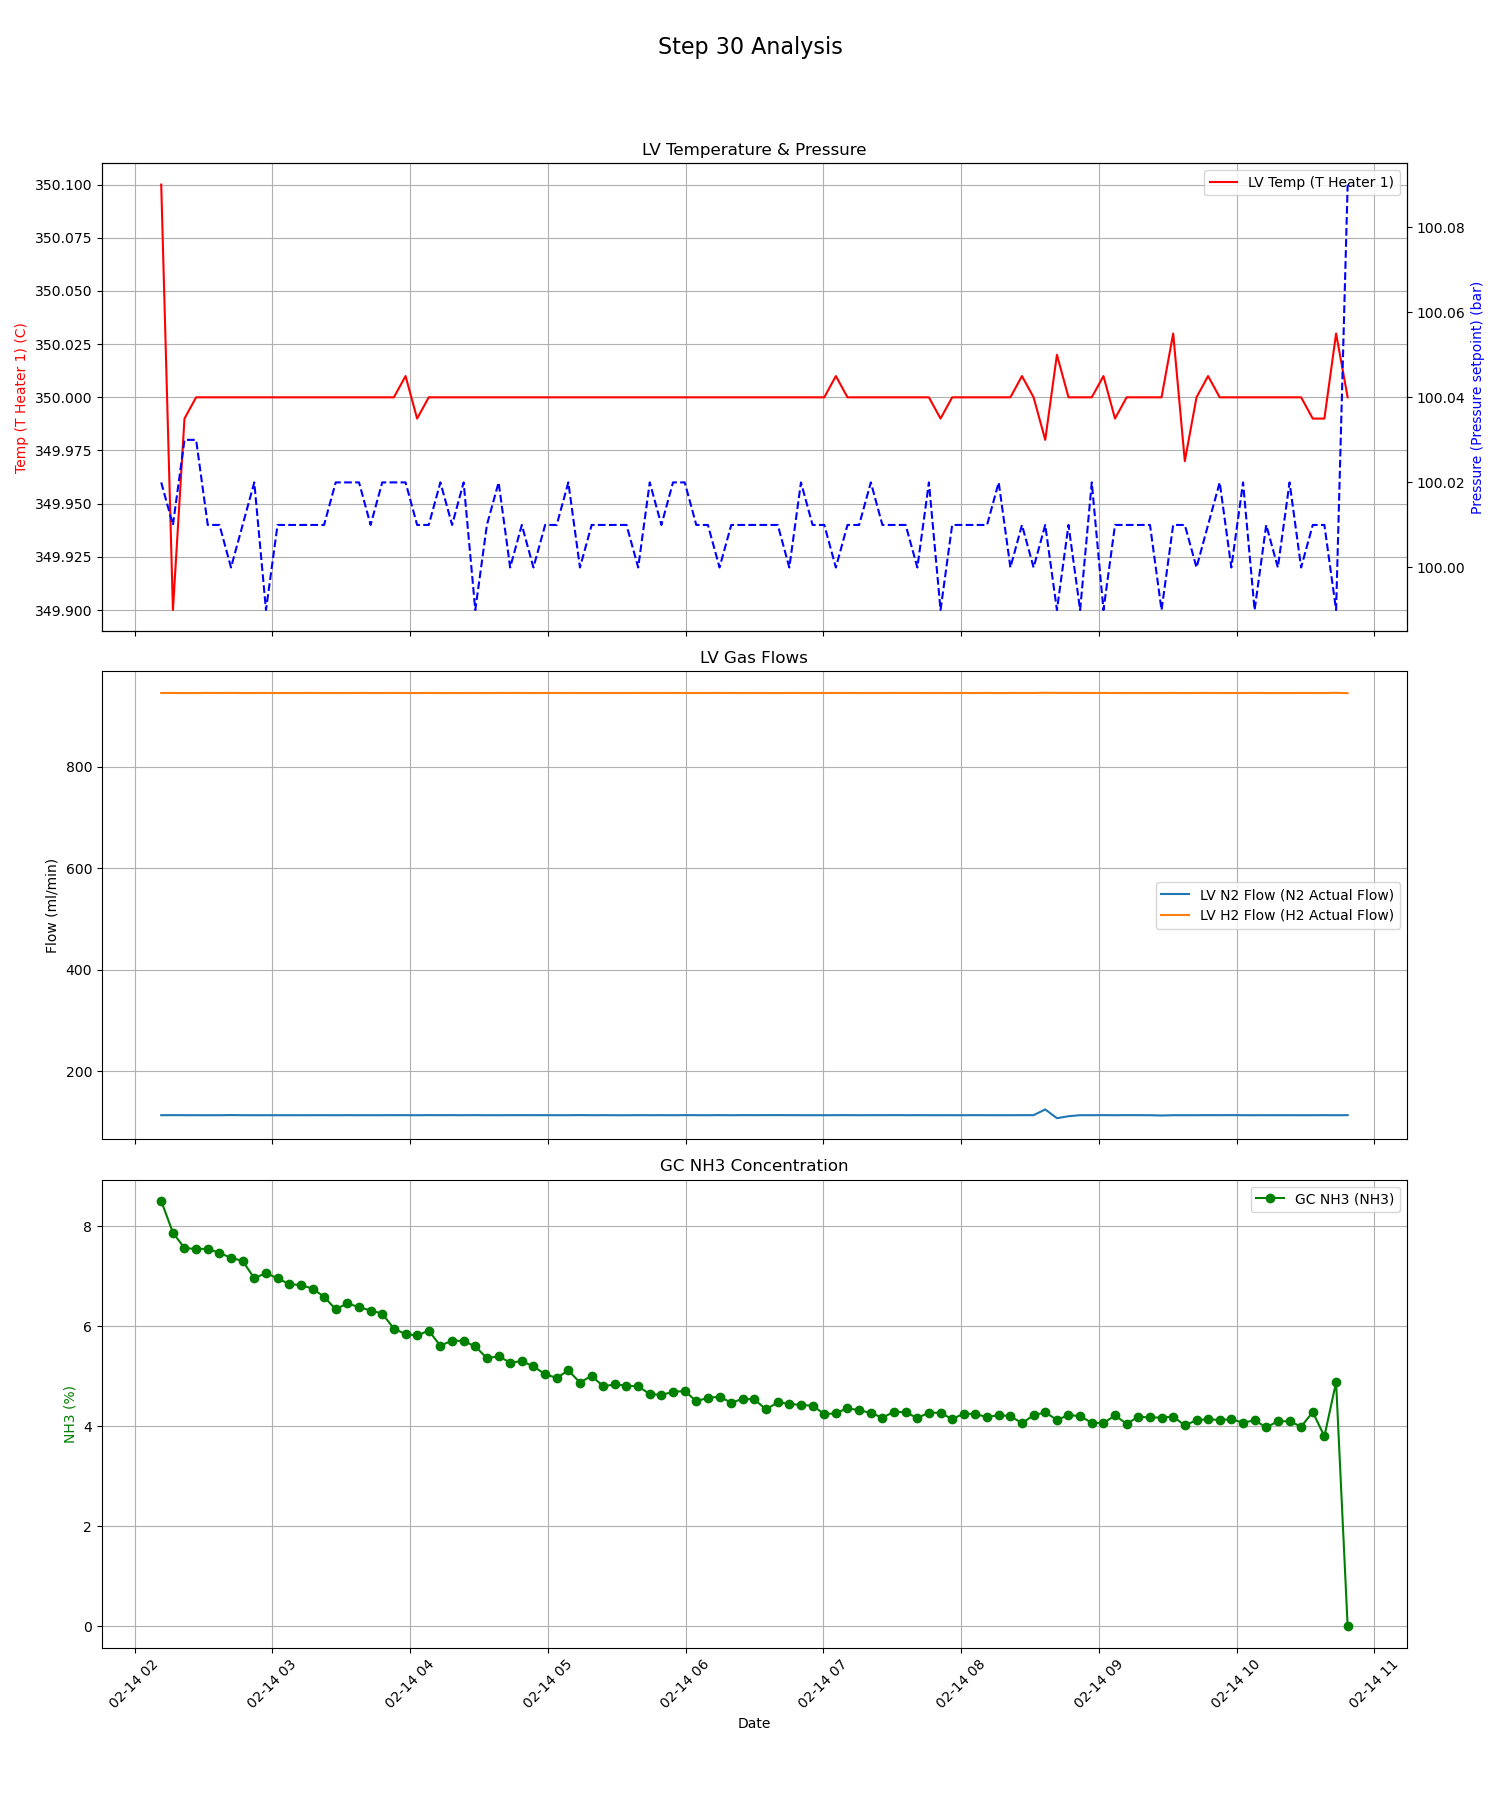 Step 30 Analysis
LV Temperature & Pressure
LV Temp (T Heater 1)
350.100
350.075
350.050
350.025
350.000
349.975
349.950
349.925
349.900
Temp (T Heater 1) (C)
100.08
100.06
100.04
100.02
100.00
Pressure (Pressure setpoint) (bar)
LV Gas Flows
800
600
400
200
Flow (ml/min)
LV N2 Flow (N2 Actual Flow)
LV H2 Flow (H2 Actual Flow)
GC NH3 Concentration
GC NH3 (NH3)
8
6
4
2
0
NH3 (%)
02-14 02
02-14 03
02-14 04
02-14 05
02-14 06
02-14 07
02-14 08
02-14 09
02-14 10
02-14 11
Date